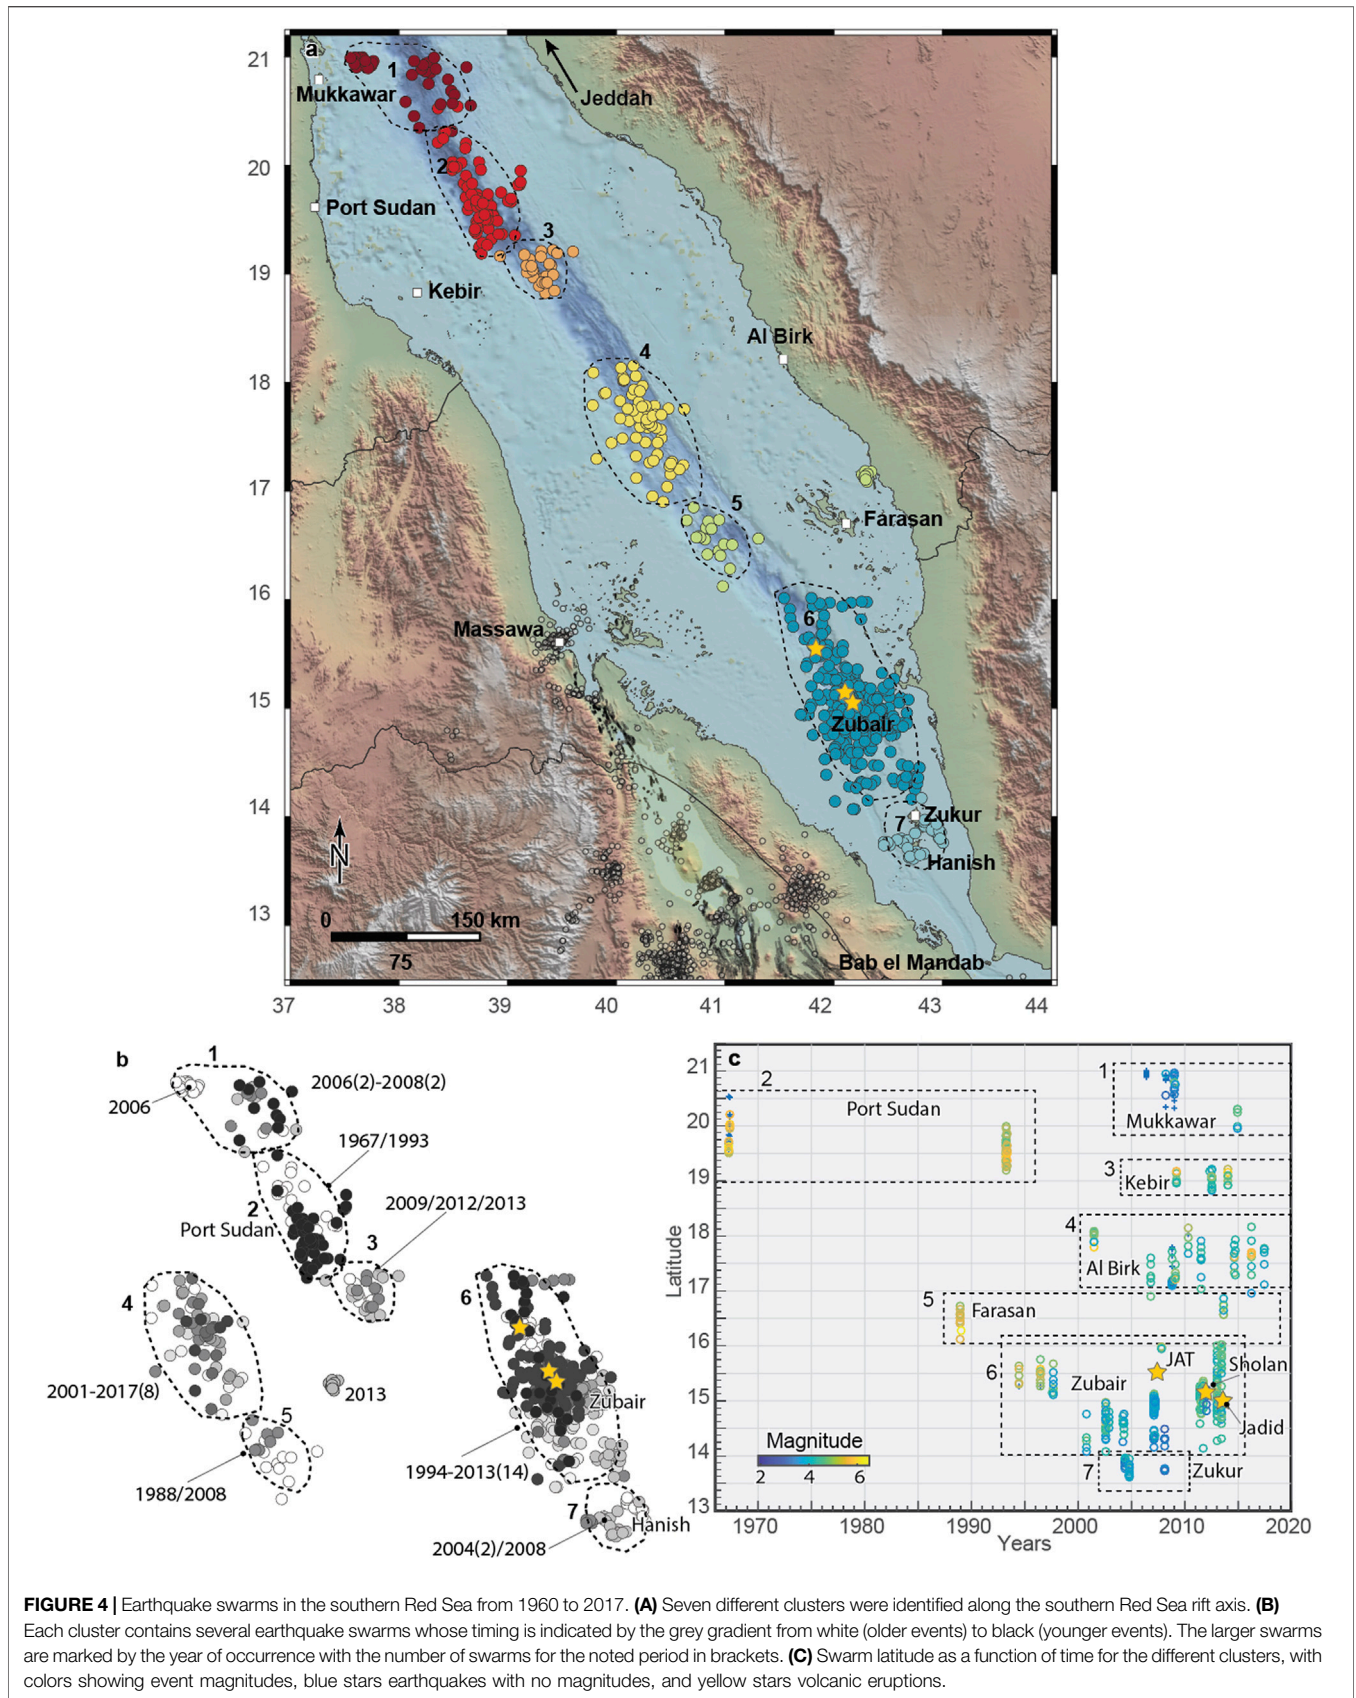 a
21
20
19
18
17
16
15
14
13
1
Mukkawar
Jeddah
2
Port Sudan
3
Kebir
Al Birk
4
5
Farasan
6
Massawa
Zubair
7
Zukur
Hanish
N
0
150 km
75
Bab el Mandab
37
38
39
40
41
42
43
44
b
1
2006(2)-2008(2)
2006
1967/1993
2
Port Sudan
2009/2012/2013
3
4
6
2001-2017(8)
2013
Zubair
5
1994-2013(14)
1988/2008
7
Hanish
2004(2)/2008
c
21
20
19
18
17
16
15
14
13
Latitude
2
Port Sudan
1
Mukkawar
3
Kebir
4
Al Birk
5
Farasan
6
JAT
Sholan
Zubair
Jadid
Magnitude
2
4
6
7
Zukur
1970
1980
1990
2000
2010
2020
Years
FIGURE 4 | Earthquake swarms in the southern Red Sea from 1960 to 2017. (A) Seven different clusters were identified along the southern Red Sea rift axis. (B)
Each cluster contains several earthquake swarms whose timing is indicated by the grey gradient from white (older events) to black (younger events). The larger swarms
are marked by the year of occurrence with the number of swarms for the noted period in brackets. (C) Swarm latitude as a function of time for the different clusters, with
colors showing event magnitudes, blue stars earthquakes with no magnitudes, and yellow stars volcanic eruptions.